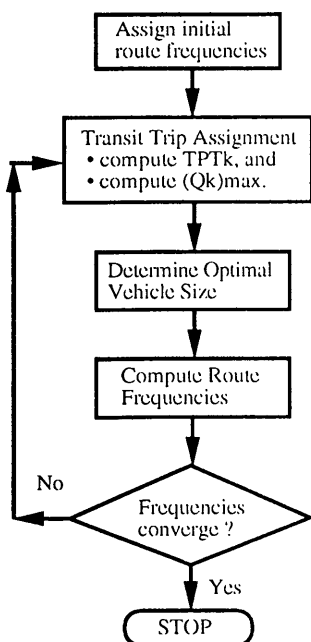 Assign initial
route frequencies
Transit Trip Assignment
• compute TPTk, and
• compute (Qk)max.
Determine Optimal
Vehicle Size
Compute Route
Frequencies
No
Frequencies
converge ?
Yes
STOP